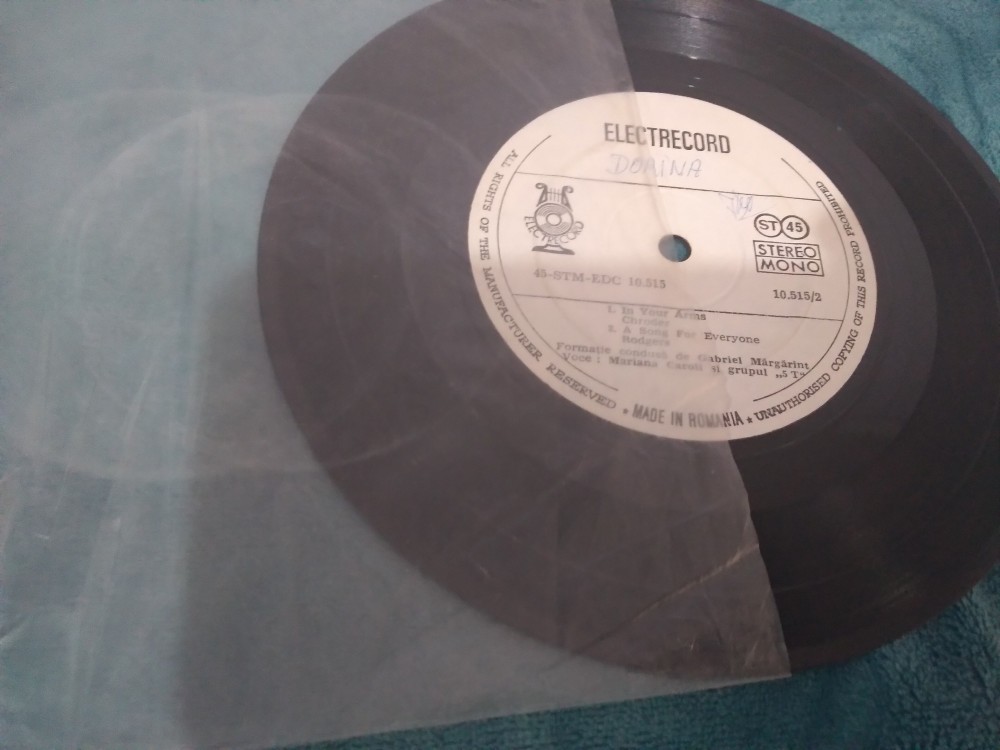 ELECTRECORD
DORINA
ELECTRECORD
ST 45
STEREO
MONO
45-STM-EDC 10.515
10.515/2
1. In Your Arms
2. A Song For Everyone
Rodgers
Formație condusă de Gabriel Mărgărint
Voce : Mariana și grupul „5 T”
ALL RIGHTS OF THE MANUFACTURER RESERVED ★ MADE IN ROMANIA ★ UNAUTHORISED COPYING OF THIS RECORD PROHIBITED